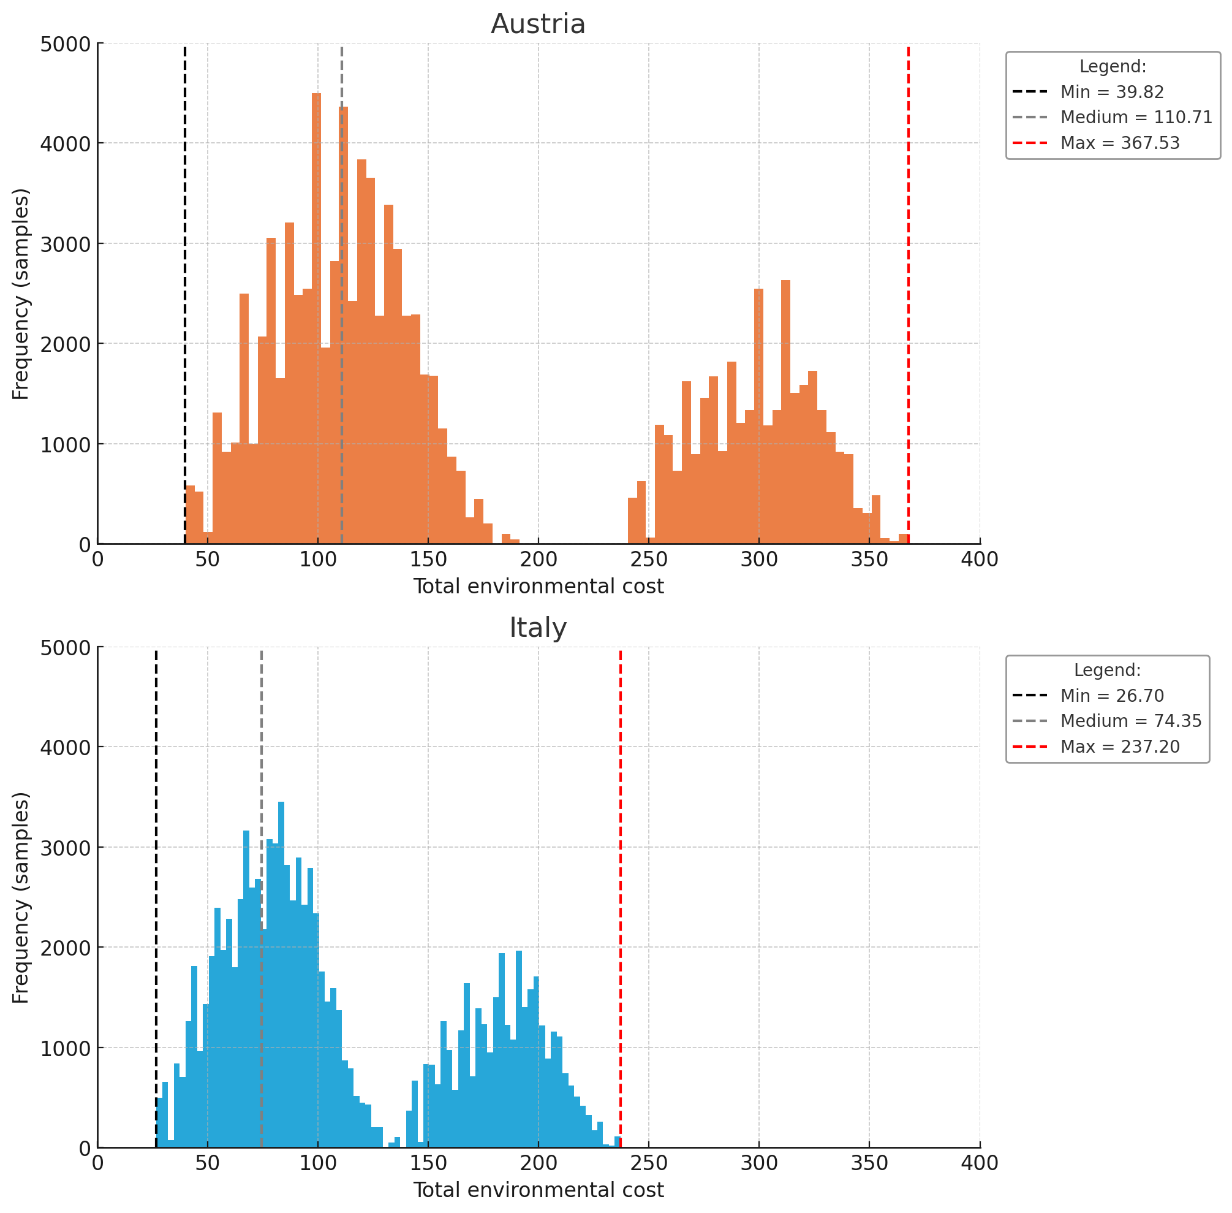 Austria
5000
4000
3000
2000
1000
0
Frequency (samples)
0 50 100 150 200 250 300 350 400
Total environmental cost
Legend:
Min = 39.82
Medium = 110.71
Max = 367.53
Italy
5000
4000
3000
2000
1000
0
Frequency (samples)
0 50 100 150 200 250 300 350 400
Total environmental cost
Legend:
Min = 26.70
Medium = 74.35
Max = 237.20